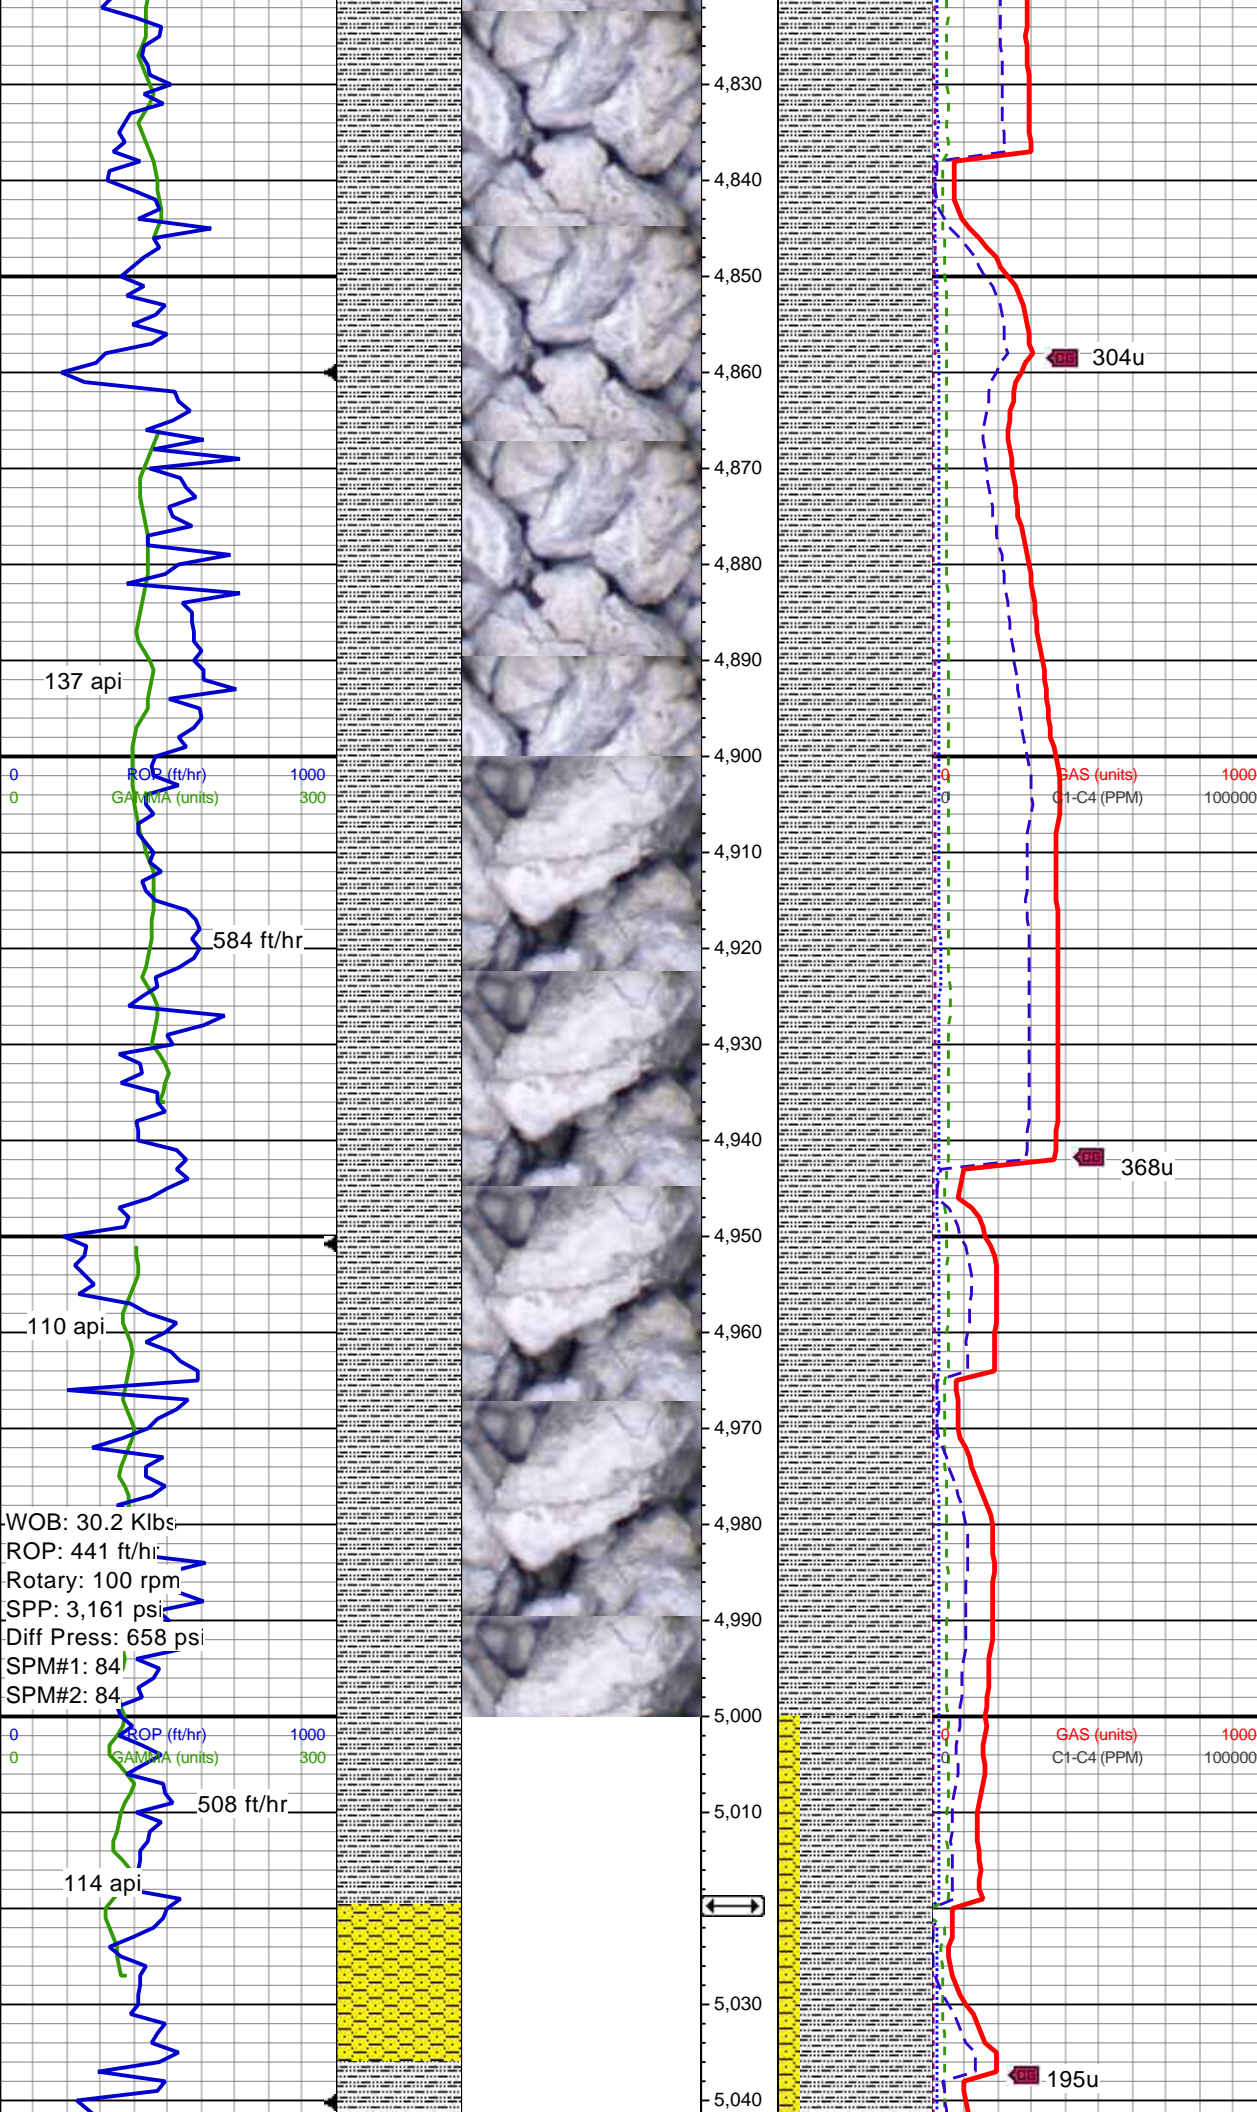 4,830
4,840
4,850
304u
4,860
4,870
4,880
4,890
137 api
4,900
0 ROP (ft/hr) 1000
0 GAS (units) 1000
0 GAMMA (units) 300
0 C1-C4 (PPM) 100000
4,910
4,920
584 ft/hr
4,930
4,940
368u
4,950
110 api
4,960
4,970
4,980
WOB: 30.2 Klbs
ROP: 441 ft/hr
Rotary: 100 rpm
SPP: 3,161 psi
4,990
Diff Press: 658 psi
SPM#1: 84
SPM#2: 84
5,000
0 ROP (ft/hr) 1000
0 GAS (units) 1000
0 GAMMA (units) 300
0 C1-C4 (PPM) 100000
508 ft/hr
5,010
114 api
5,030
195u
5,040